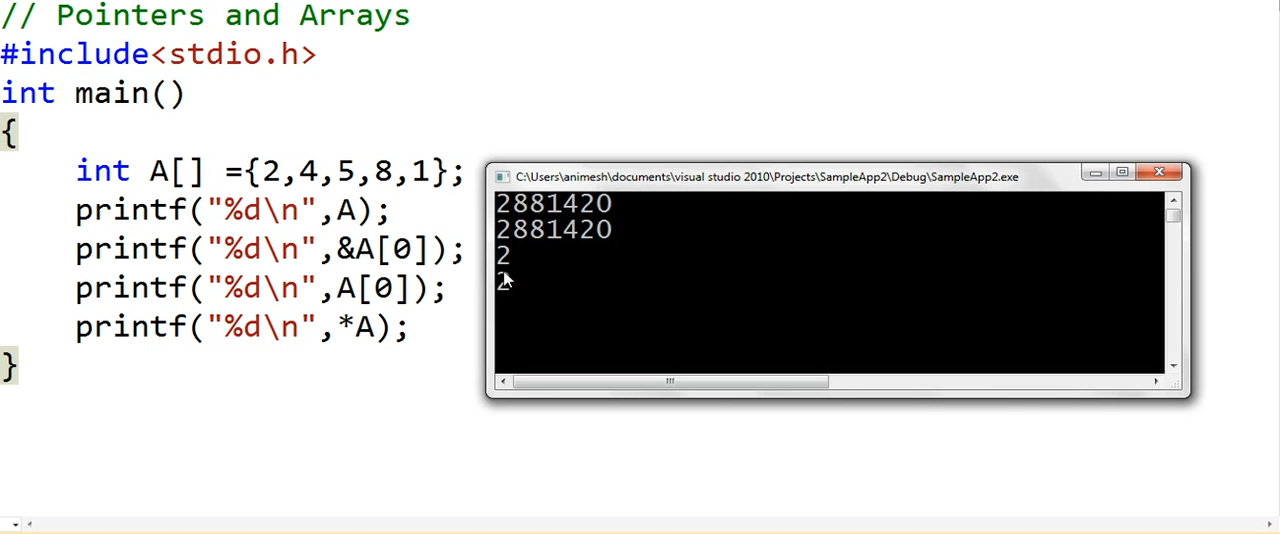 // Pointers and Arrays
#include<stdio.h>
int main()
{
int A[] ={2,4,5,8,1};
printf("%d\n",A);
printf("%d\n",&A[0]);
printf("%d\n",A[0]);
printf("%d\n",*A);
}
C:\Users\animesh\documents\visual studio 2010\Projects\SampleApp2\Debug\SampleApp2.exe
2881420
2881420
2
2